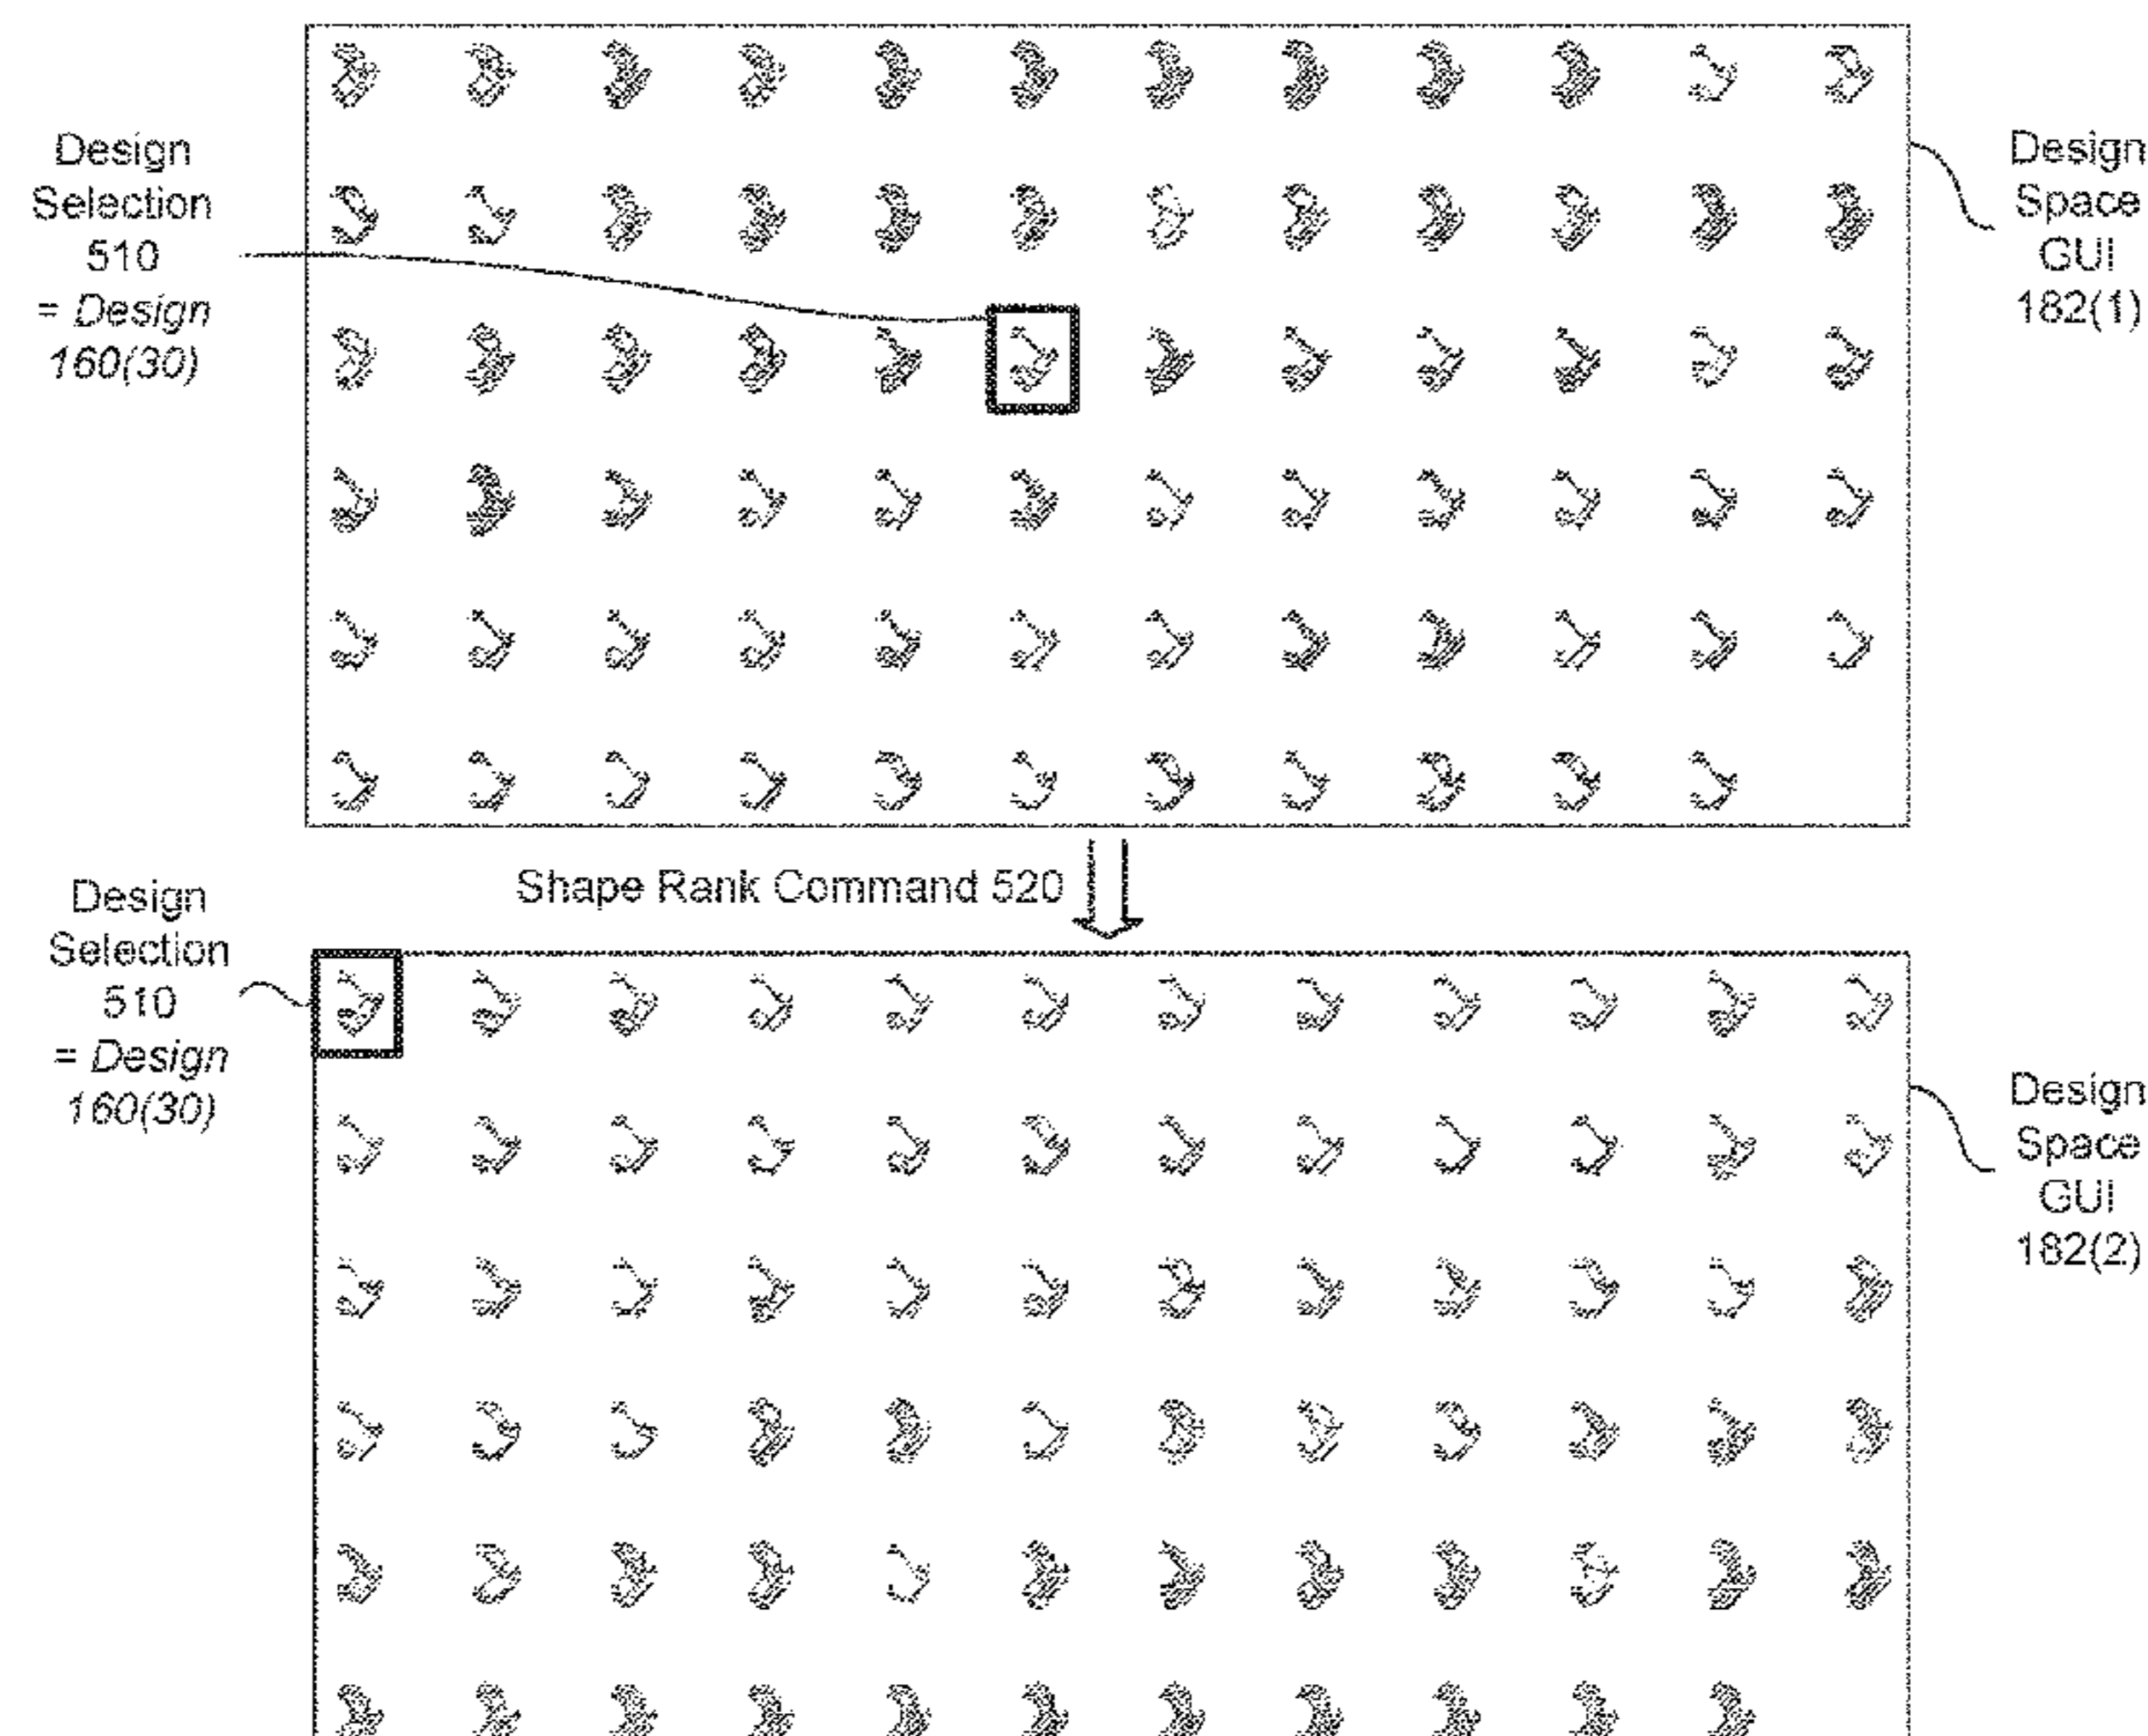 Design
Selection
510
= Design
160(30)
Design
Space
GUI
182(1)
Shape Rank Command 520
Design
Selection
510
= Design
160(30)
Design
Space
GUI
182(2)